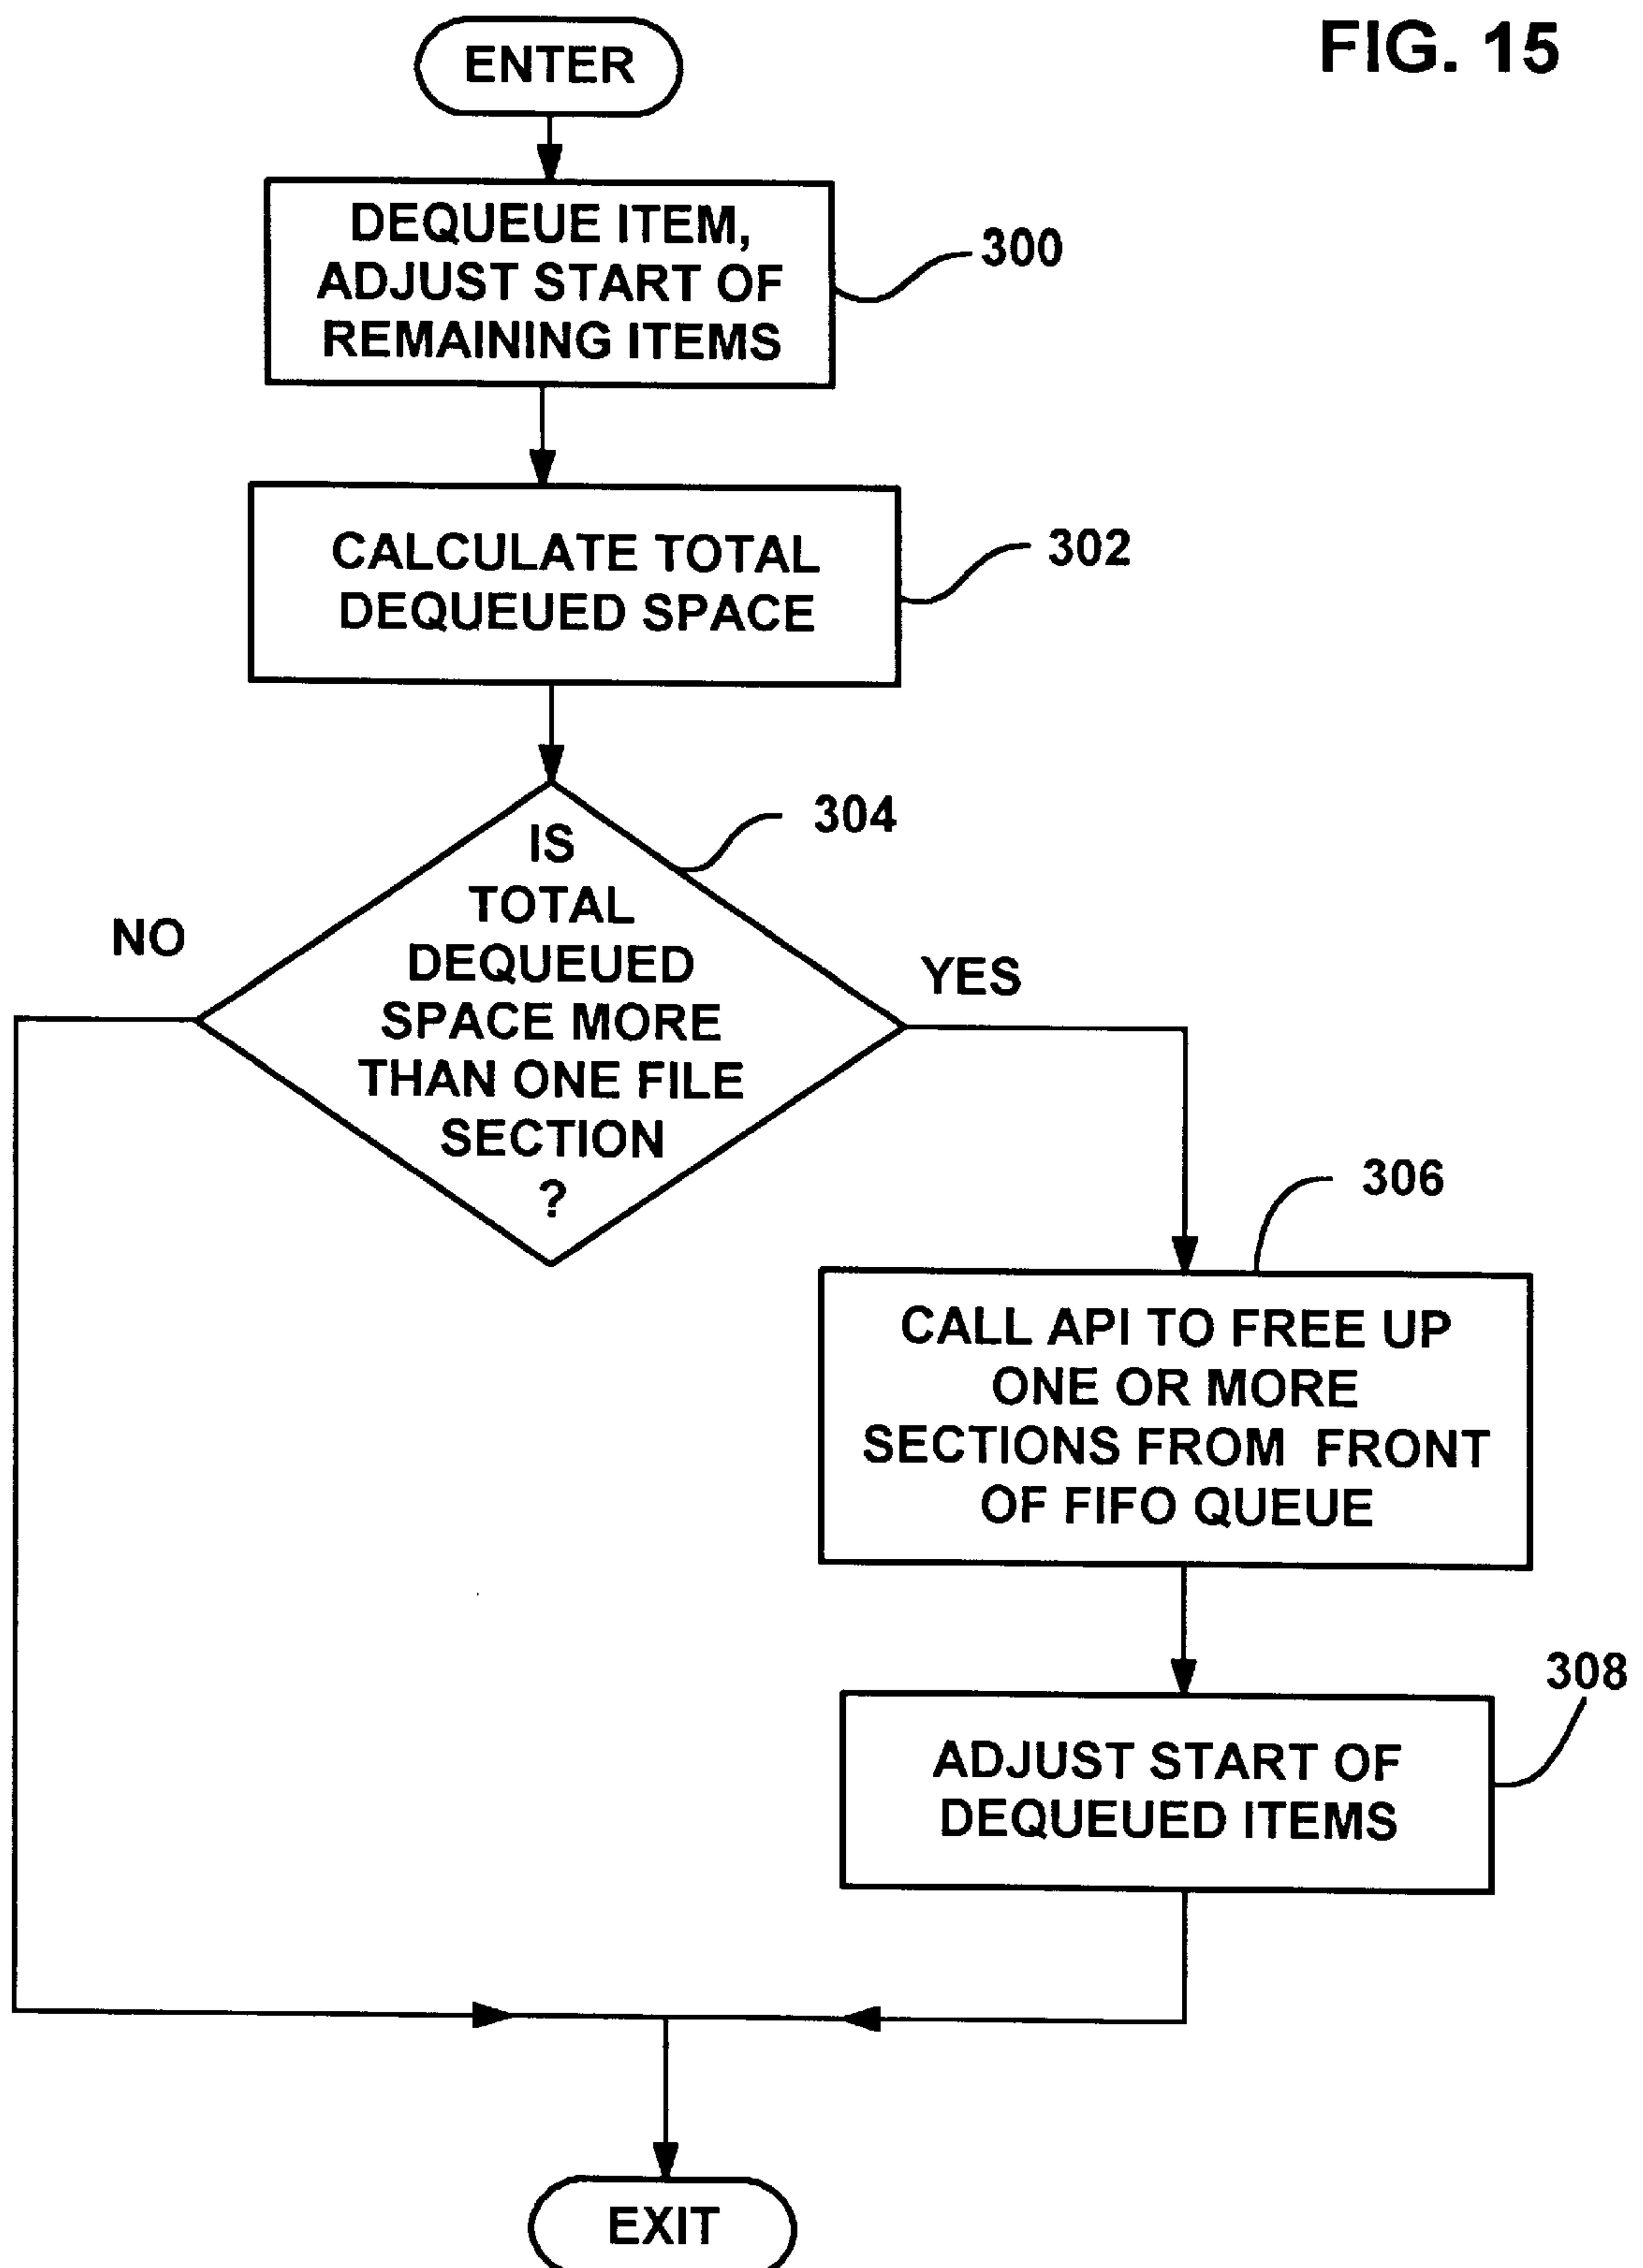 FIG. 15
ENTER
DEQUEUE ITEM,
ADJUST START OF
REMAINING ITEMS
300
CALCULATE TOTAL
DEQUEUED SPACE
302
304
IS
TOTAL
DEQUEUED
SPACE MORE
THAN ONE FILE
SECTION
?
NO
YES
306
CALL API TO FREE UP
ONE OR MORE
SECTIONS FROM FRONT
OF FIFO QUEUE
308
ADJUST START OF
DEQUEUED ITEMS
EXIT